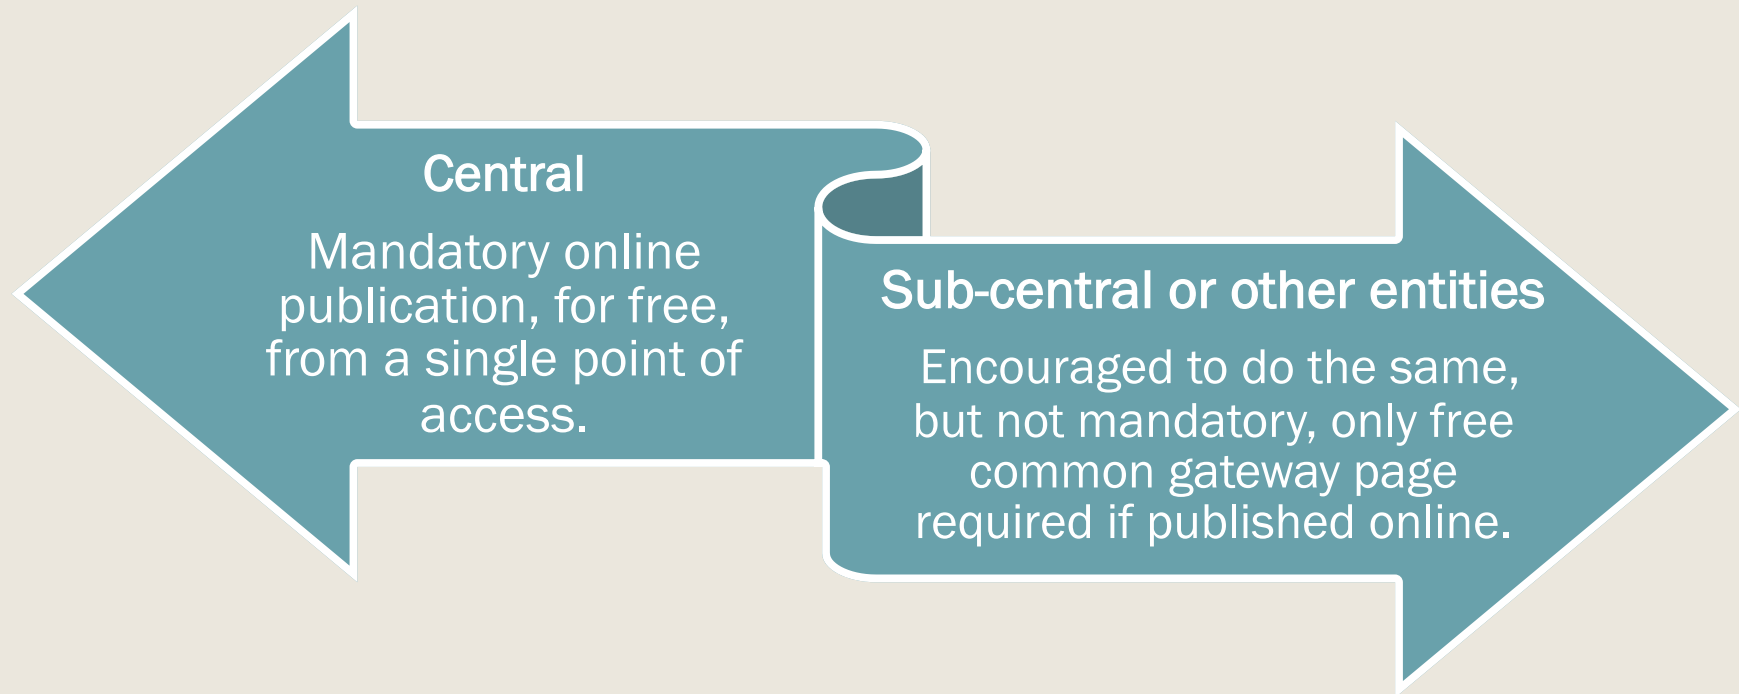 Central
Mandatory online
publication, for free,
from a single point of
access.
Sub-central or other entities
Encouraged to do the same,
but not mandatory, only free
common gateway page
required if published online.